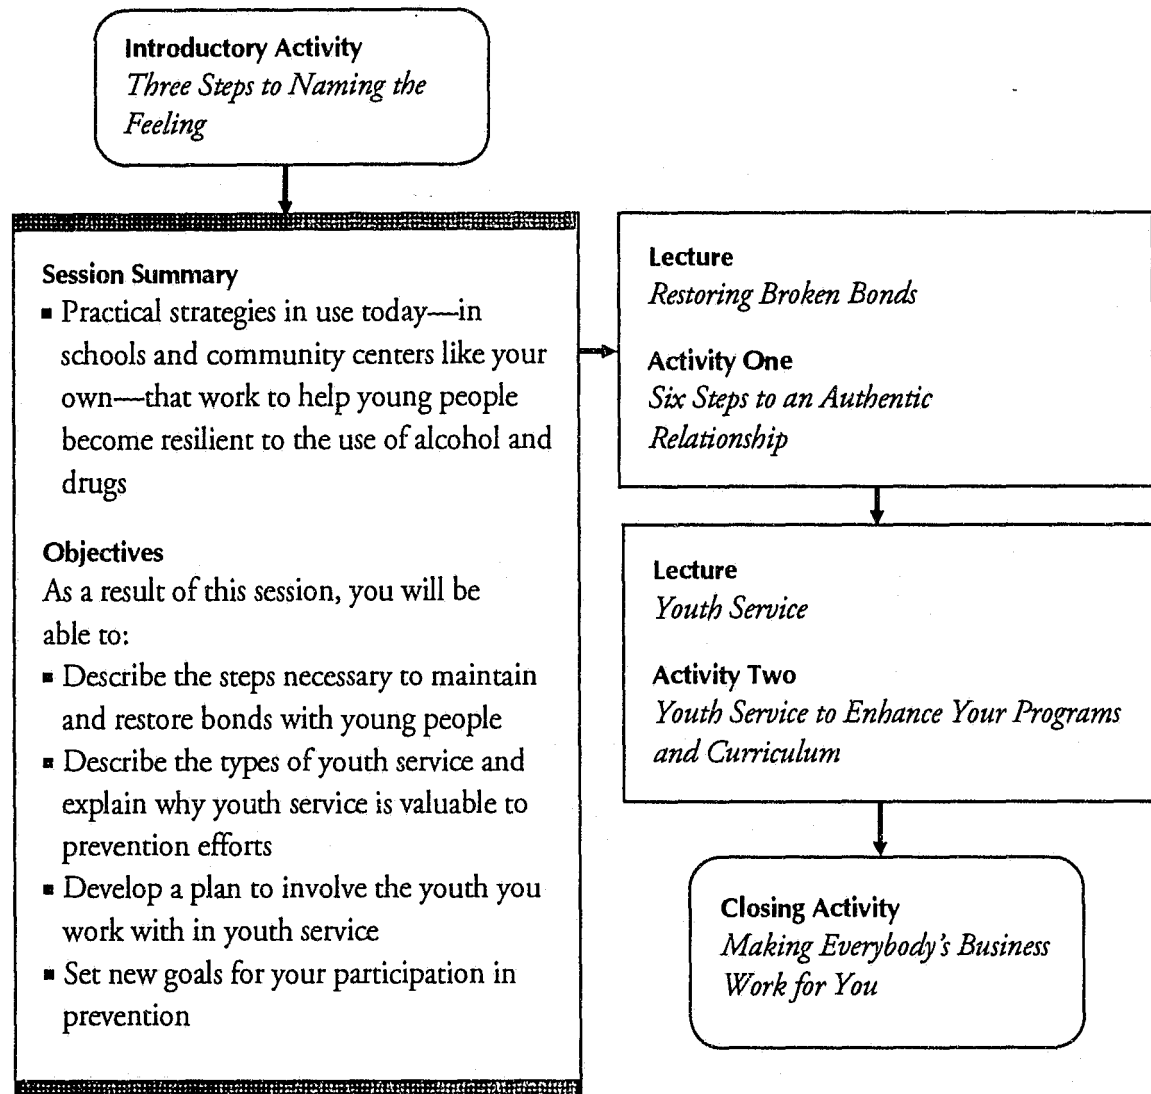 Introductory Activity
Three Steps to Naming the
Feeling
Session Summary
▪ Practical strategies in use today—in
schools and community centers like your
own—that work to help young people
become resilient to the use of alcohol and
drugs
Objectives
As a result of this session, you will be
able to:
▪ Describe the steps necessary to maintain
and restore bonds with young people
▪ Describe the types of youth service and
explain why youth service is valuable to
prevention efforts
▪ Develop a plan to involve the youth you
work with in youth service
▪ Set new goals for your participation in
prevention
Lecture
Restoring Broken Bonds
Activity One
Six Steps to an Authentic
Relationship
Lecture
Youth Service
Activity Two
Youth Service to Enhance Your Programs
and Curriculum
Closing Activity
Making Everybody's Business
Work for You